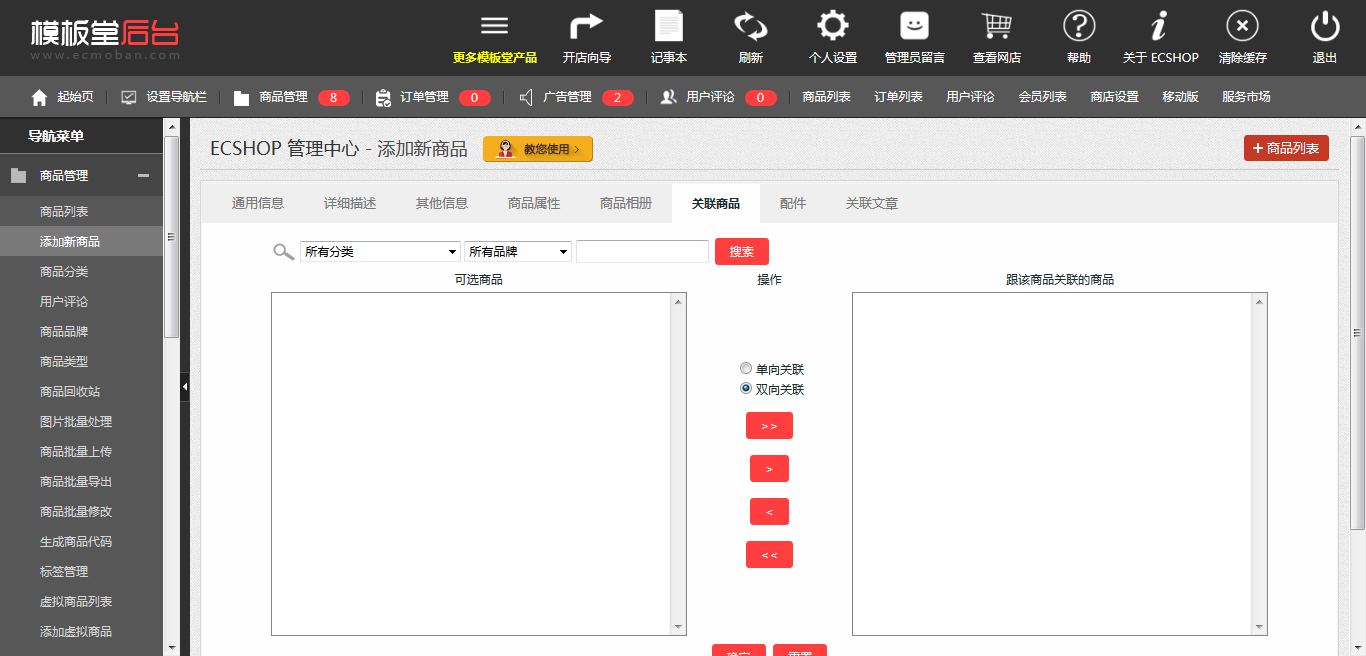 模板堂后台
www.ecmoban.com
更多模板堂产品 开店向导 记事本 刷新 个人设置 管理员留言 查看网店 帮助 关于 ECSHOP 清除缓存 退出
起始页 设置导航栏 商品管理 8 订单管理 0 广告管理 2 用户评论 0 商品列表 订单列表 用户评论 会员列表 商店设置 移动版 服务市场
导航菜单
商品管理
商品列表
添加新商品
商品分类
用户评论
商品品牌
商品类型
商品回收站
图片批量处理
商品批量上传
商品批量导出
商品批量修改
生成商品代码
标签管理
虚拟商品列表
添加虚拟商品
ECSHOP 管理中心 - 添加新商品 教您使用 > + 商品列表
通用信息 详细描述 其他信息 商品属性 商品相册 关联商品 配件 关联文章
所有分类 所有品牌 搜索
可选商品 操作 跟该商品关联的商品
单向关联
双向关联
>>
>
<
<<
确定 重置